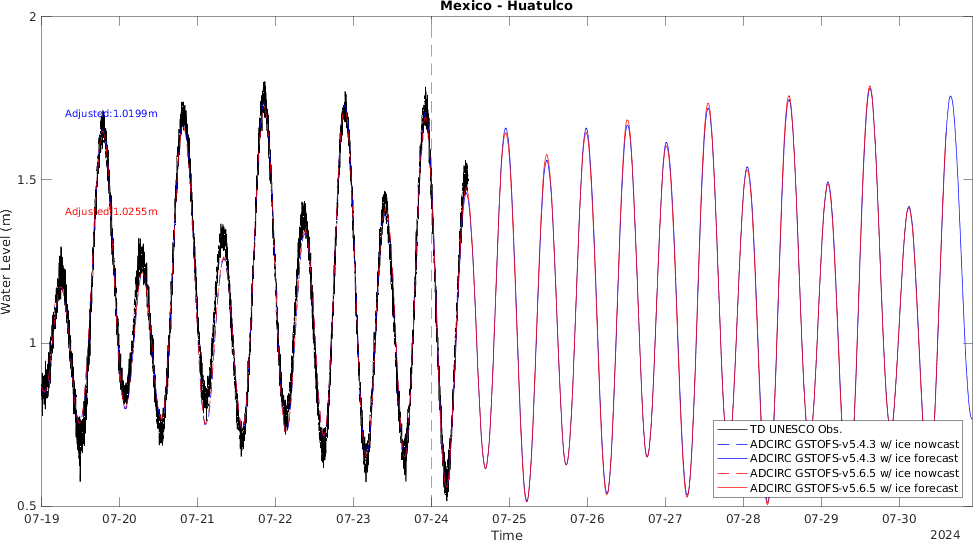 Mexico - Huatulco
2
1.5
1
0.5
Water Level (m)
Adjusted:1.0199m
Adjusted:1.0255m
TD UNESCO Obs.
ADCIRC GSTOFS-v5.4.3 w/ ice nowcast
ADCIRC GSTOFS-v5.4.3 w/ ice forecast
ADCIRC GSTOFS-v5.6.5 w/ ice nowcast
ADCIRC GSTOFS-v5.6.5 w/ ice forecast
07-19 07-20 07-21 07-22 07-23 07-24 07-25 07-26 07-27 07-28 07-29 07-30
Time
2024